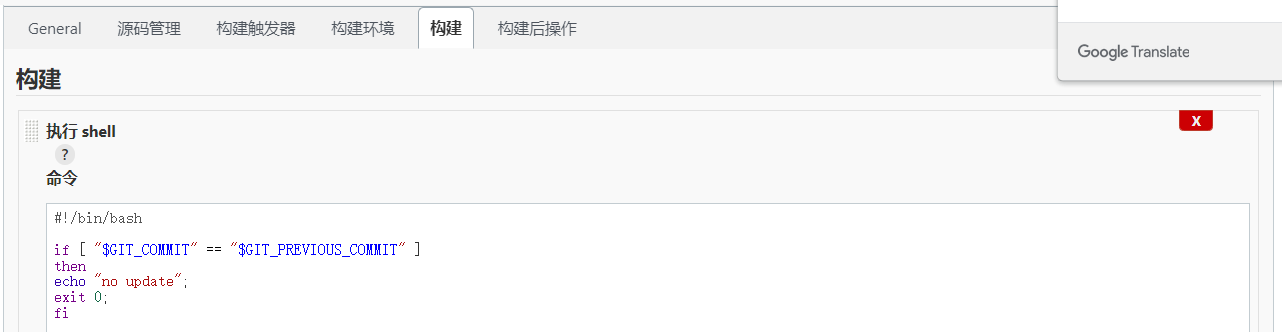 General 源码管理 构建触发器 构建环境 构建 构建后操作
Google Translate
构建
执行 shell
X
?
命令
#!/bin/bash
if [ "$GIT_COMMIT" == "$GIT_PREVIOUS_COMMIT" ]
then
echo "no update";
exit 0;
fi